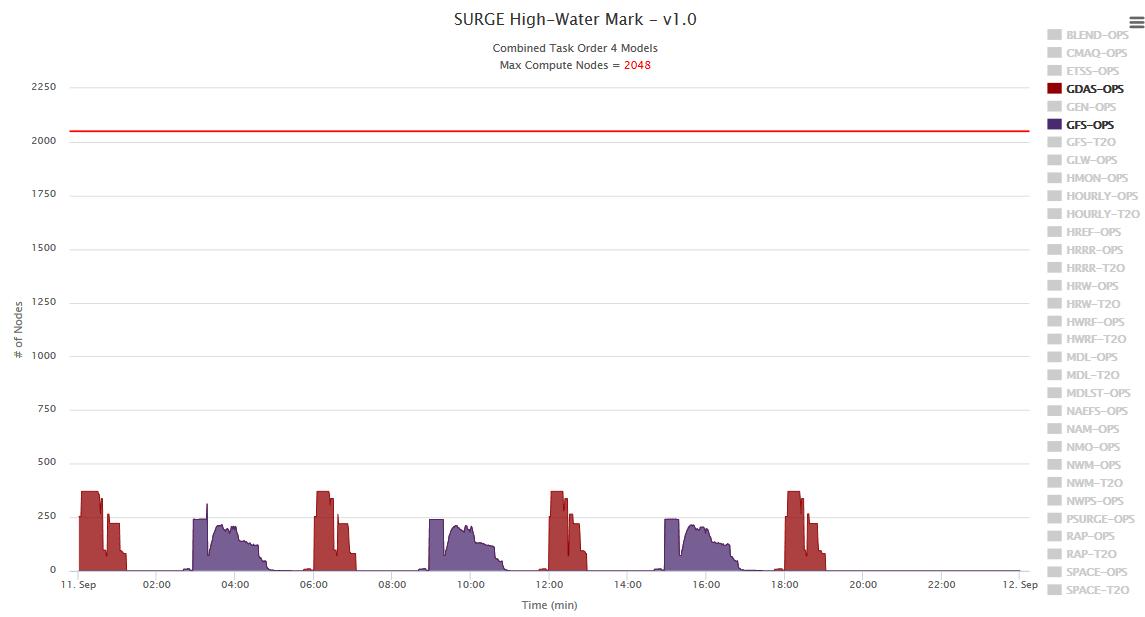 SURGE High-Water Mark - v1.0
Combined Task Order 4 Models
Max Compute Nodes = 2048
2250
2000
1750
1500
1250
1000
750
500
250
0
# of Nodes
11. Sep 02:00 04:00 06:00 08:00 10:00 12:00 14:00 16:00 18:00 20:00 22:00 12. Sep
Time (min)
BLEND-OPS
CMAQ-OPS
ETSS-OPS
GDAS-OPS
GEN-OPS
GFS-OPS
GFS-T2O
GLW-OPS
HMON-OPS
HOURLY-OPS
HOURLY-T2O
HREF-OPS
HRRR-OPS
HRRR-T2O
HRW-OPS
HRW-T2O
HWRF-OPS
HWRF-T2O
MDL-OPS
MDL-T2O
MDLST-OPS
NAEFS-OPS
NAM-OPS
NMO-OPS
NWM-OPS
NWM-T2O
NWPS-OPS
PSURGE-OPS
RAP-OPS
RAP-T2O
SPACE-OPS
SPACE-T2O